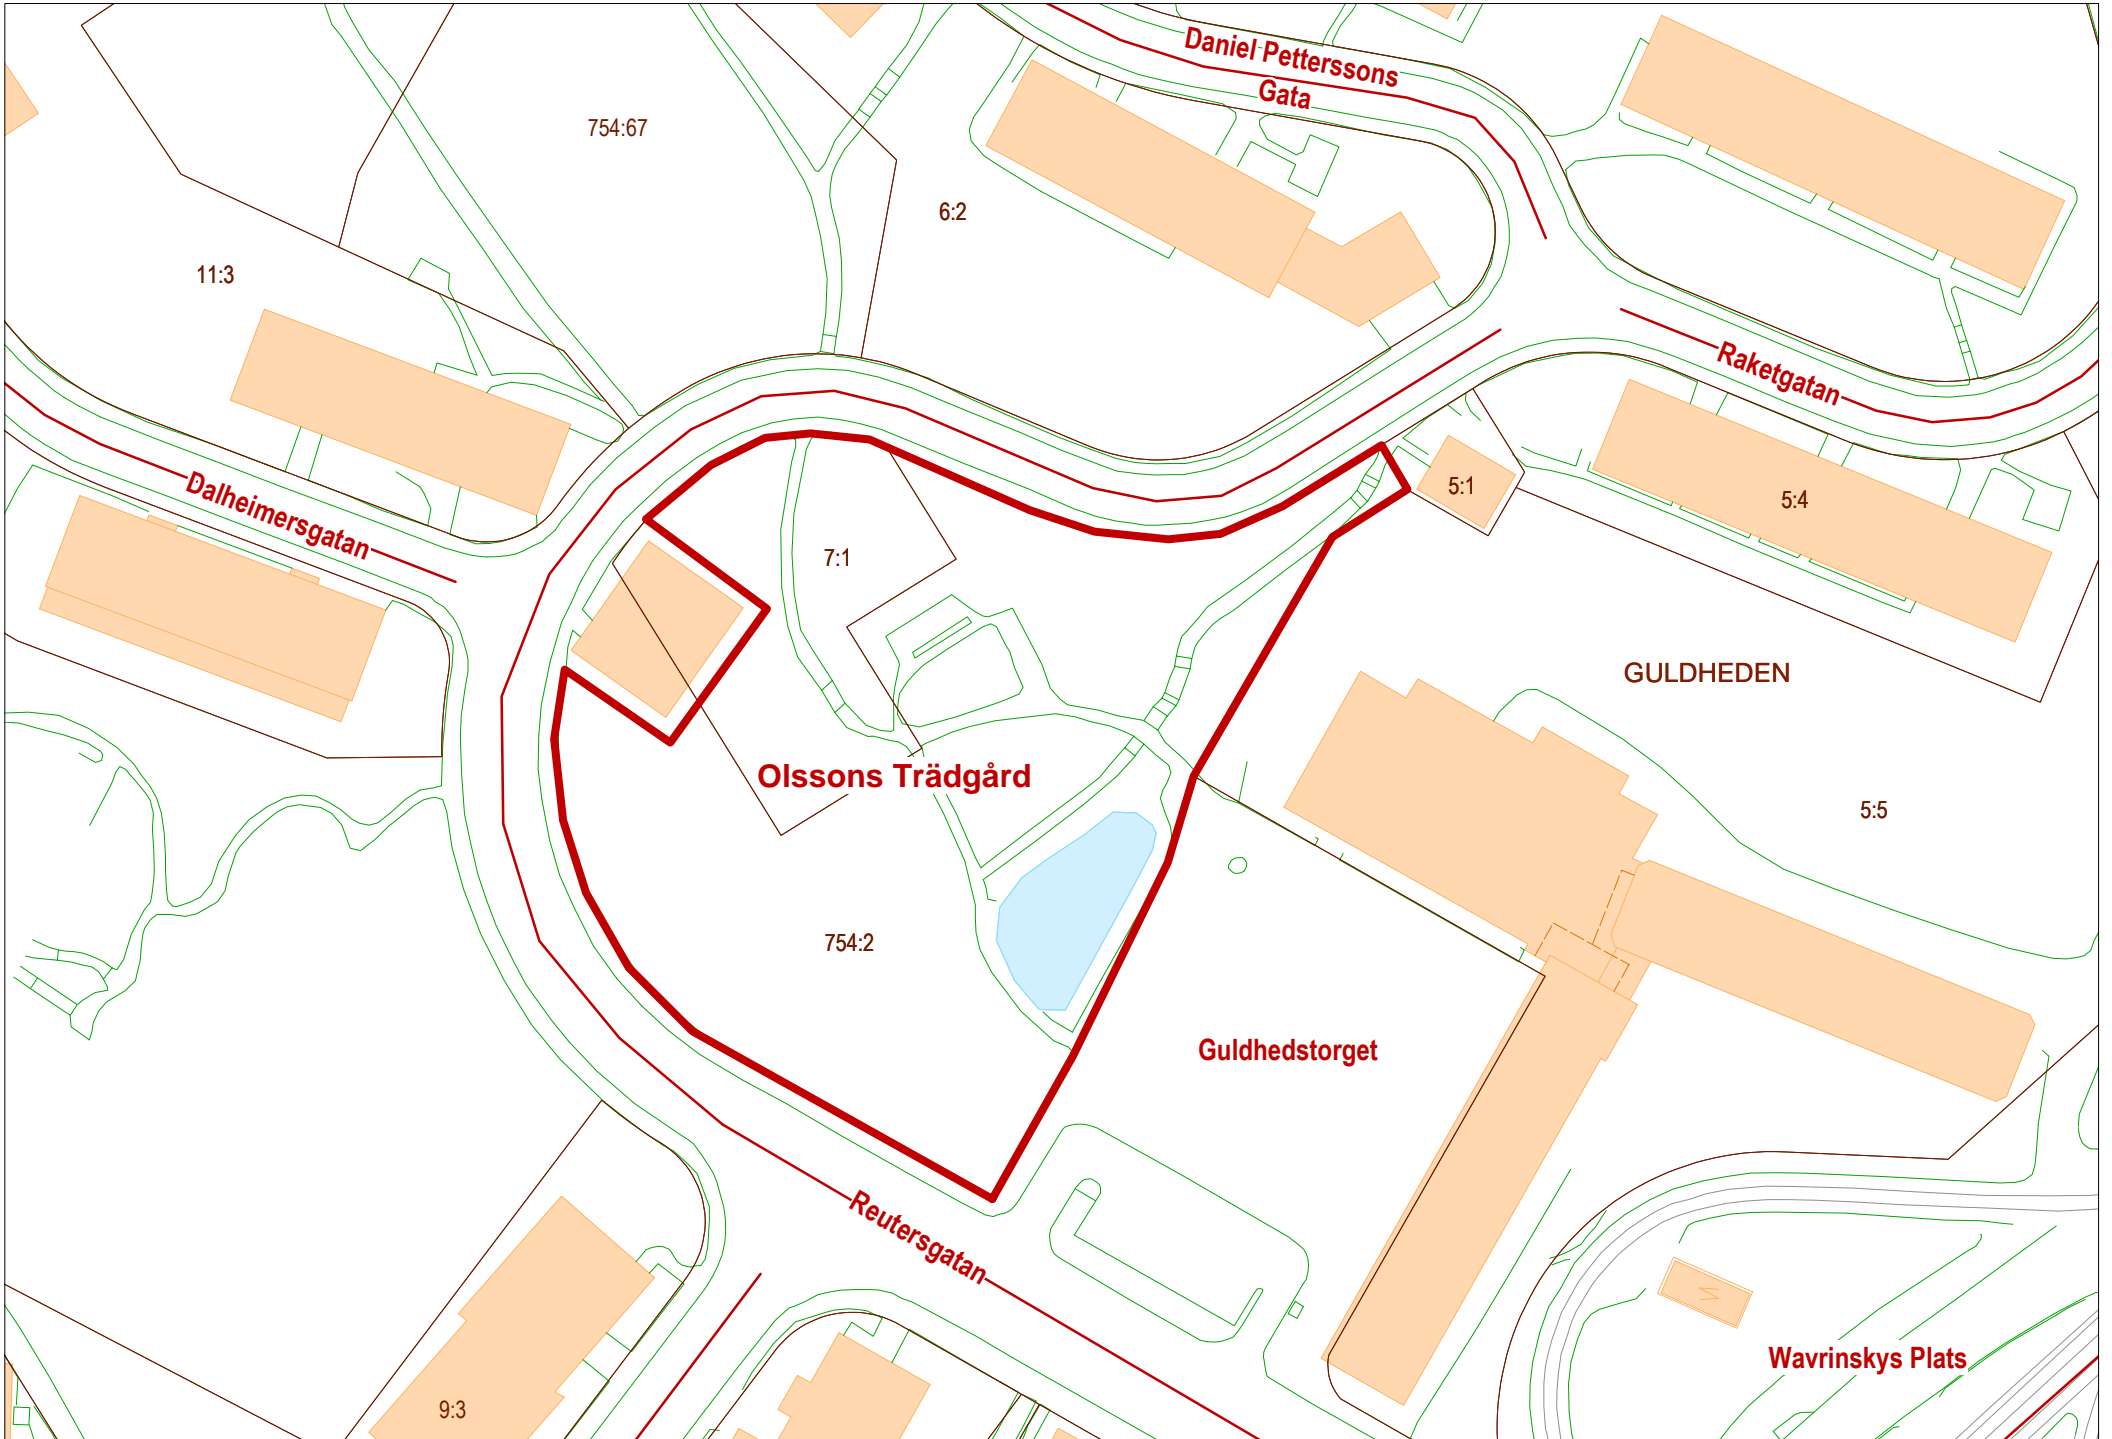 Daniel Petterssons
Gata
754:67
6:2
11:3
Raketgatan
Dalheimersgatan
5:1
5:4
7:1
GULDHEDEN
Olssons Trädgård
5:5
754:2
Guldhedstorget
Reutersgatan
Wavrinskys Plats
9:3